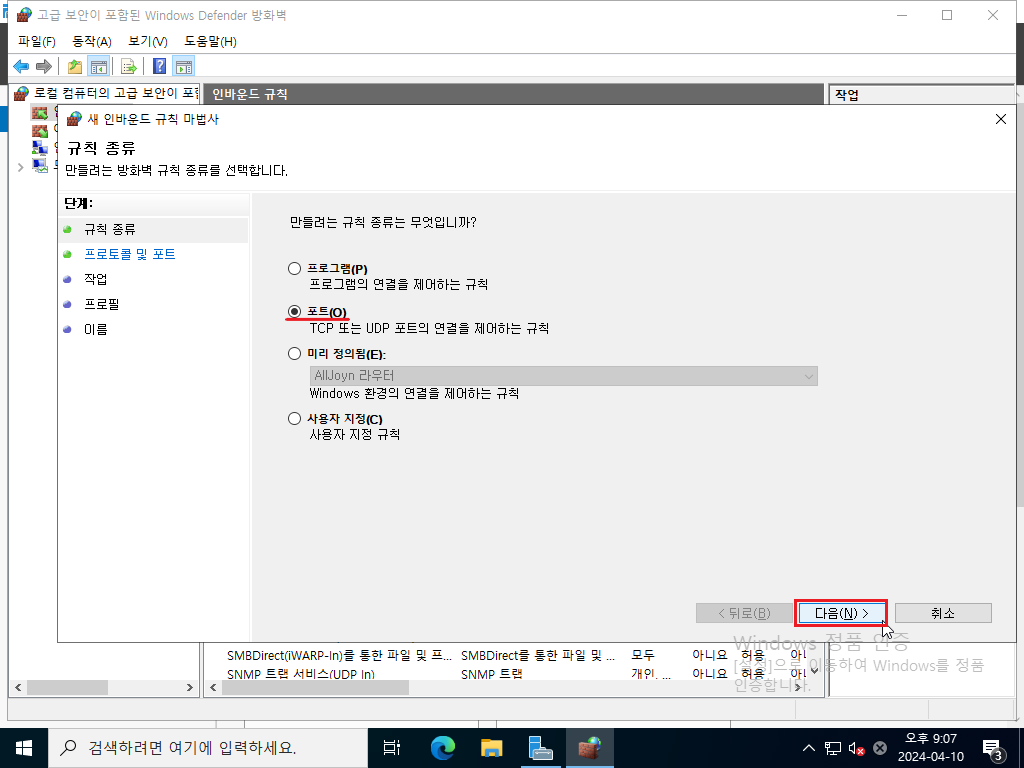 고급 보안이 포함된 Windows Defender 방화벽
파일(F) 동작(A) 보기(V) 도움말(H)
로컬 컴퓨터의 고급 보안이 포함
인바운드 규칙
작업
새 인바운드 규칙 마법사
규칙 종류
만들려는 방화벽 규칙 종류를 선택합니다.
단계:
규칙 종류
프로토콜 및 포트
작업
프로필
이름
만들려는 규칙 종류는 무엇입니까?
프로그램(P)
프로그램의 연결을 제어하는 규칙
포트(O)
TCP 또는 UDP 포트의 연결을 제어하는 규칙
미리 정의됨(E):
AllJoyn 라우터
Windows 환경의 연결을 제어하는 규칙
사용자 지정(C)
사용자 지정 규칙
< 뒤로(B) 다음(N) > 취소
SMBDirect(iWARP-In)를 통한 파일 및 프... SMBDirect를 통한 파일 및 ... 모두 아니요 허용 아니
SNMP 트랩 서비스(UDP In) SNMP 트랩 개인, ... 아니요 허용
Windows 정품 인증
[설정]으로 이동하여 Windows를 정품
인증합니다.
검색하려면 여기에 입력하세요.
오후 9:07
2024-04-10
3